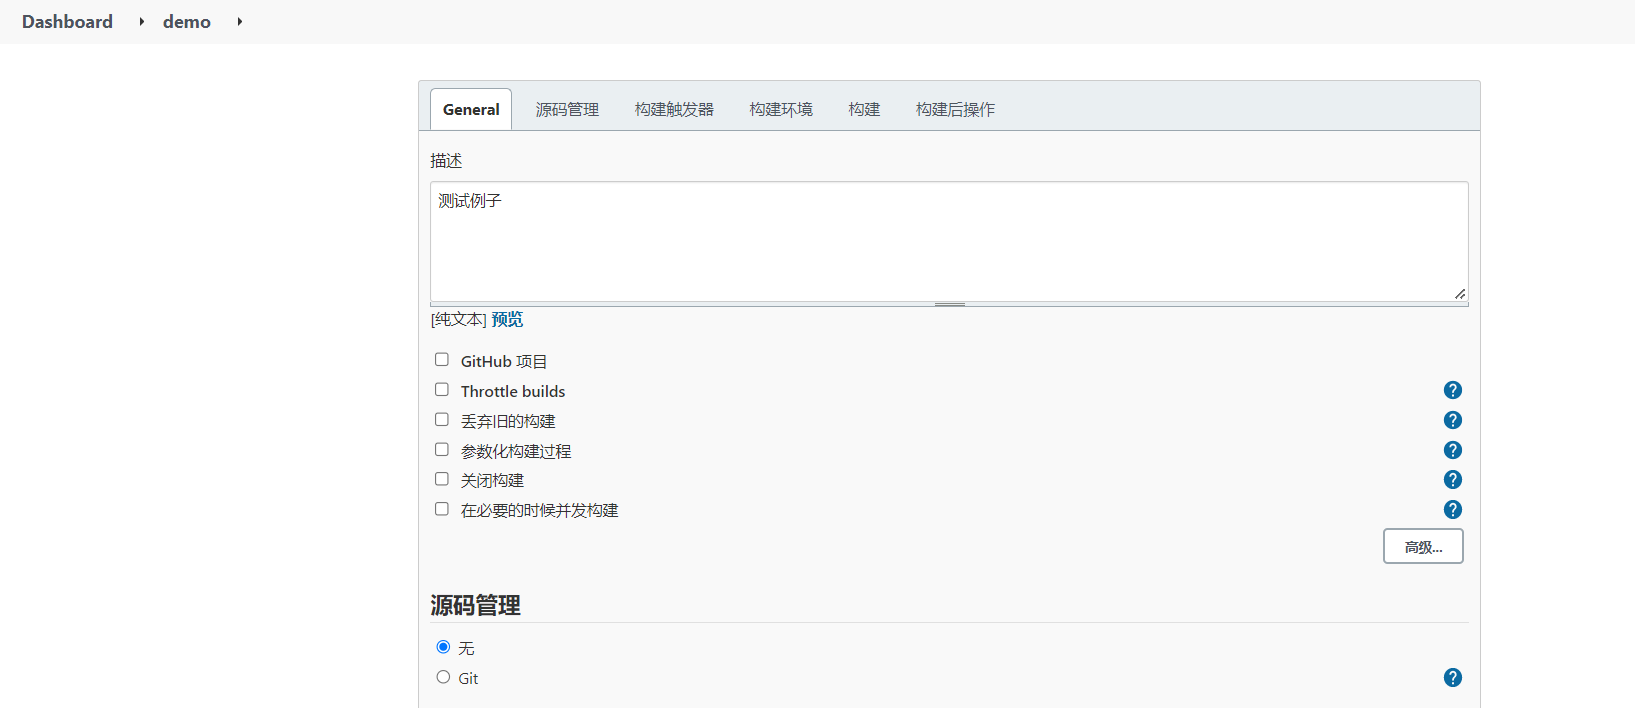 Dashboard demo
General 源码管理 构建触发器 构建环境 构建 构建后操作
描述
测试例子
[纯文本] 预览
GitHub 项目
Throttle builds
?
丢弃旧的构建
?
参数化构建过程
?
关闭构建
?
在必要的时候并发构建
?
高级...
源码管理
无
Git
?